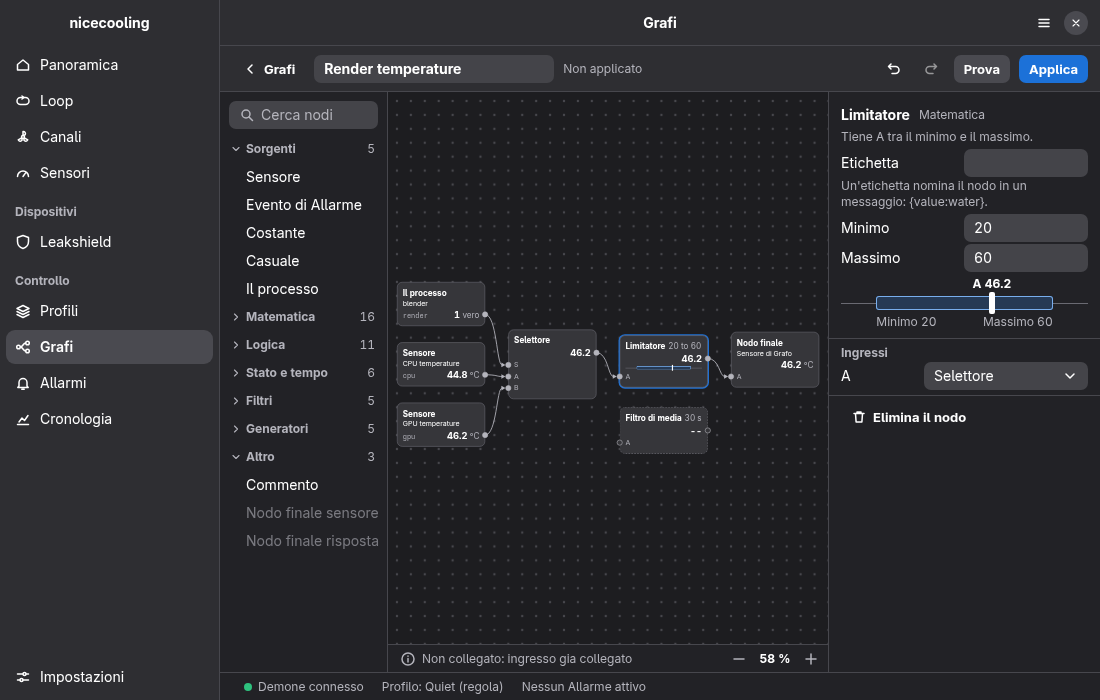 nicecooling
Panoramica
Loop
Canali
Sensori
Dispositivi
Leakshield
Controllo
Profili
Grafi
Allarmi
Cronologia
Impostazioni
Grafi
Grafi
Render temperature
Non applicato
Prova
Applica
Cerca nodi
Sorgenti 5
Sensore
Evento di Allarme
Costante
Casuale
Il processo
Matematica 16
Logica 11
Stato e tempo 6
Filtri 5
Generatori 5
Altro 3
Commento
Nodo finale sensore
Nodo finale risposta
Il processo
blender
render 1 vero
Sensore
CPU temperature
cpu 44.8 °C
Sensore
GPU temperature
gpu 46.2 °C
Selettore
46.2
S
A
B
Limitatore 20 to 60
46.2
A
Filtro di media 30 s
--
A
Nodo finale
Sensore di Grafo
46.2 °C
A
Non collegato: ingresso gia collegato
58 %
Limitatore Matematica
Tiene A tra il minimo e il massimo.
Etichetta
Un'etichetta nomina il nodo in un
messaggio: {value:water}.
Minimo 20
Massimo 60
A 46.2
Minimo 20 Massimo 60
Ingressi
A Selettore
Elimina il nodo
Demone connesso Profilo: Quiet (regola) Nessun Allarme attivo